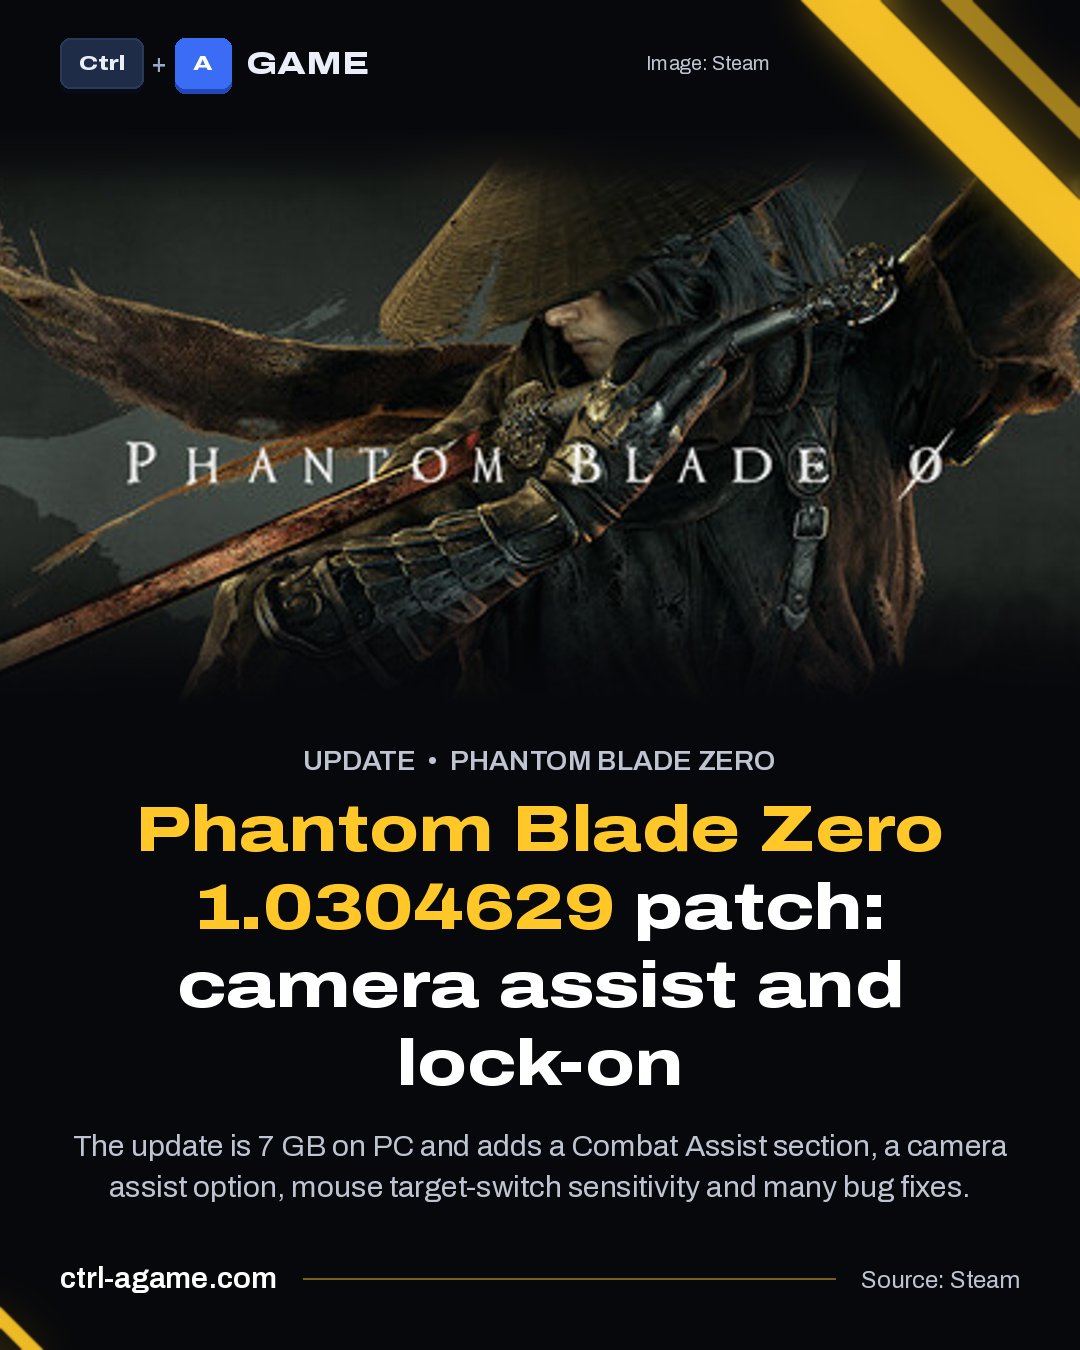 Ctrl + A GAME
Image: Steam
PHANTOM BLADE 0
UPDATE • PHANTOM BLADE ZERO
Phantom Blade Zero
1.0304629 patch:
camera assist and
lock-on
The update is 7 GB on PC and adds a Combat Assist section, a camera
assist option, mouse target-switch sensitivity and many bug fixes.
ctrl-agame.com
Source: Steam